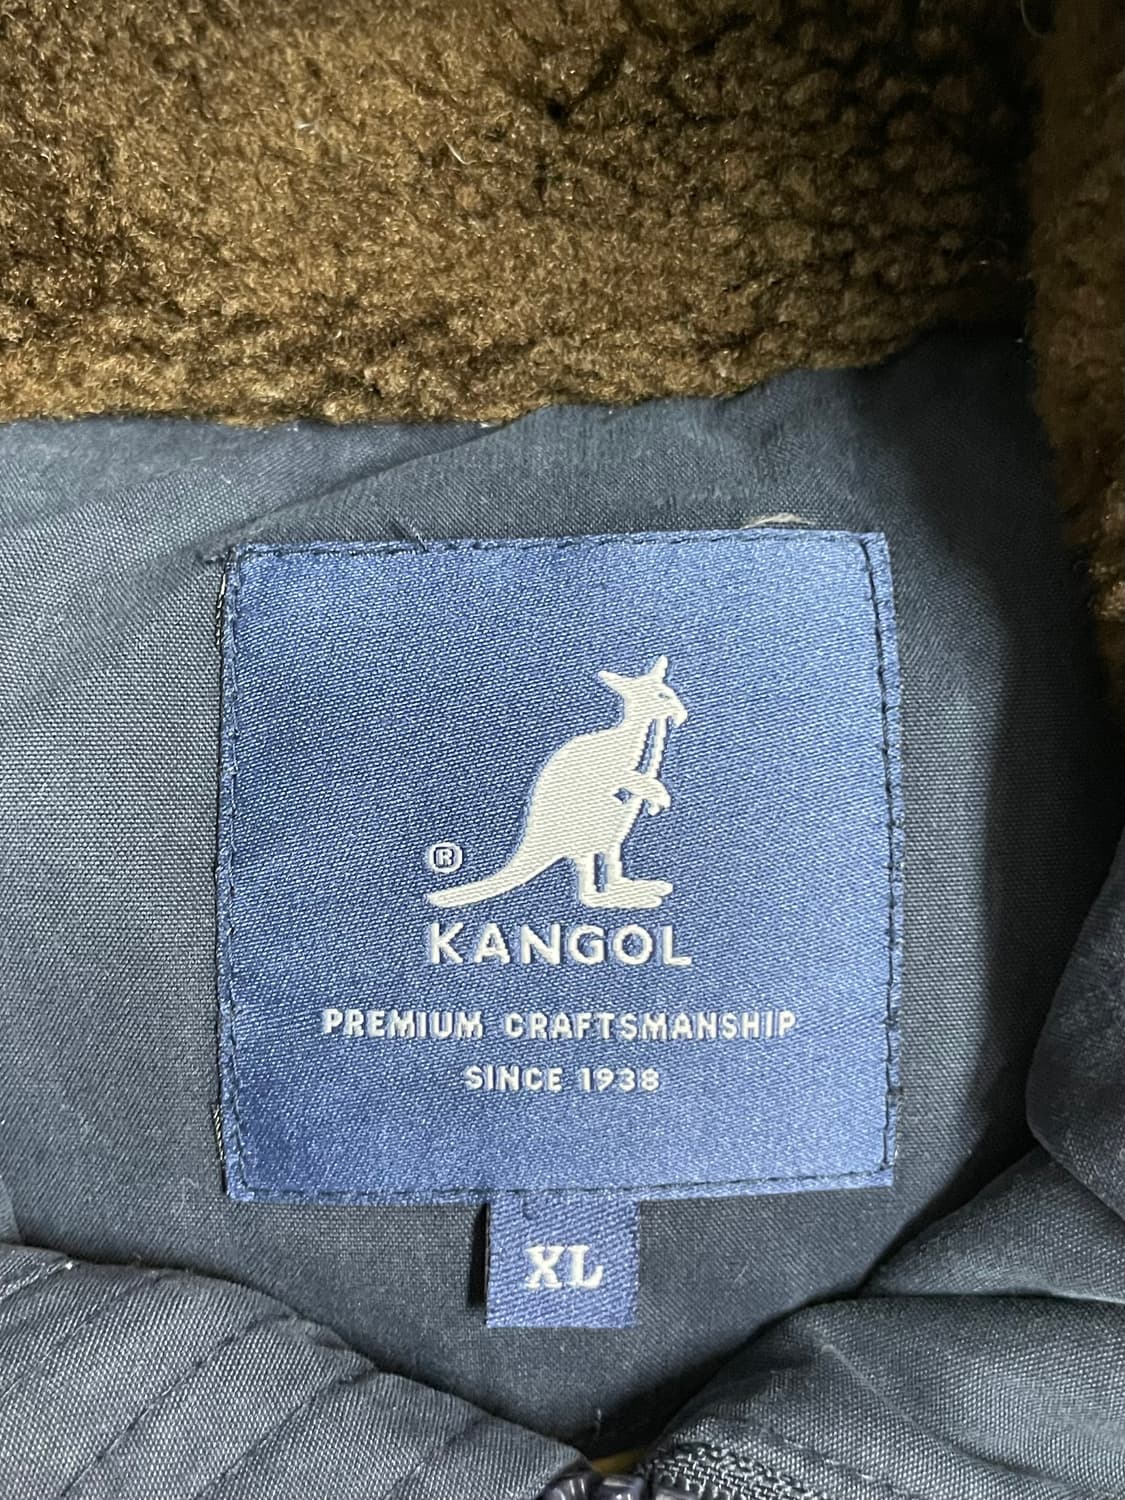 ®
KANGOL
PREMIUM CRAFTSMANSHIP
SINCE 1938
XL